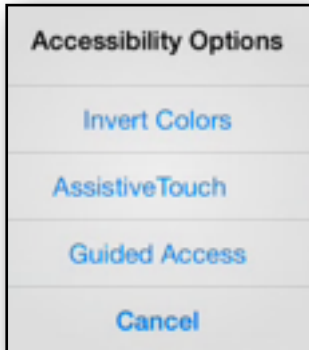 Accessibility Options
Invert Colors
AssistiveTouch
Guided Access
Cancel